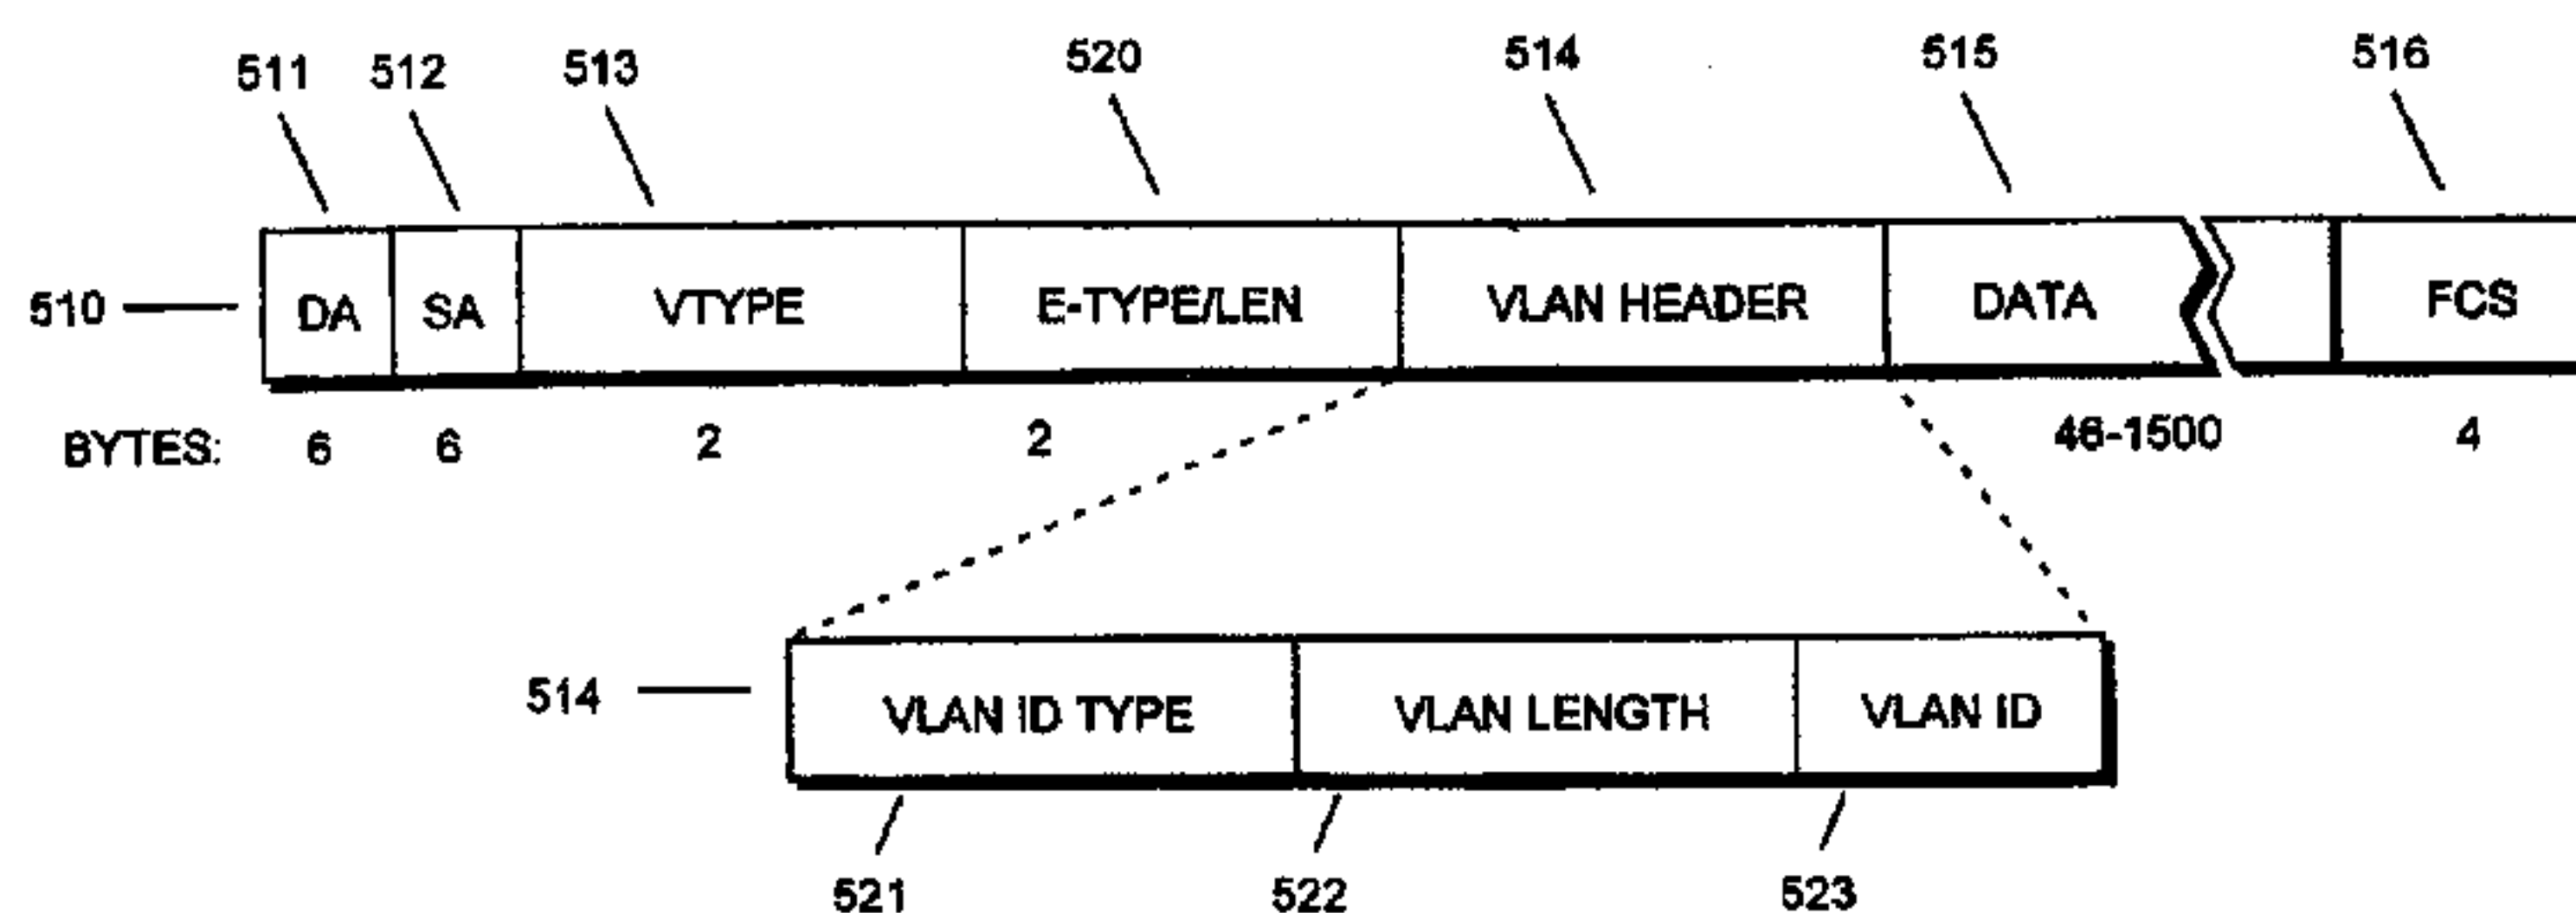 511 512 513 520 514 515 516
510 DA SA VTYPE E-TYPE/LEN VLAN HEADER DATA FCS
BYTES: 6 6 2 2 46-1500 4
514 VLAN ID TYPE VLAN LENGTH VLAN ID
521 522 523